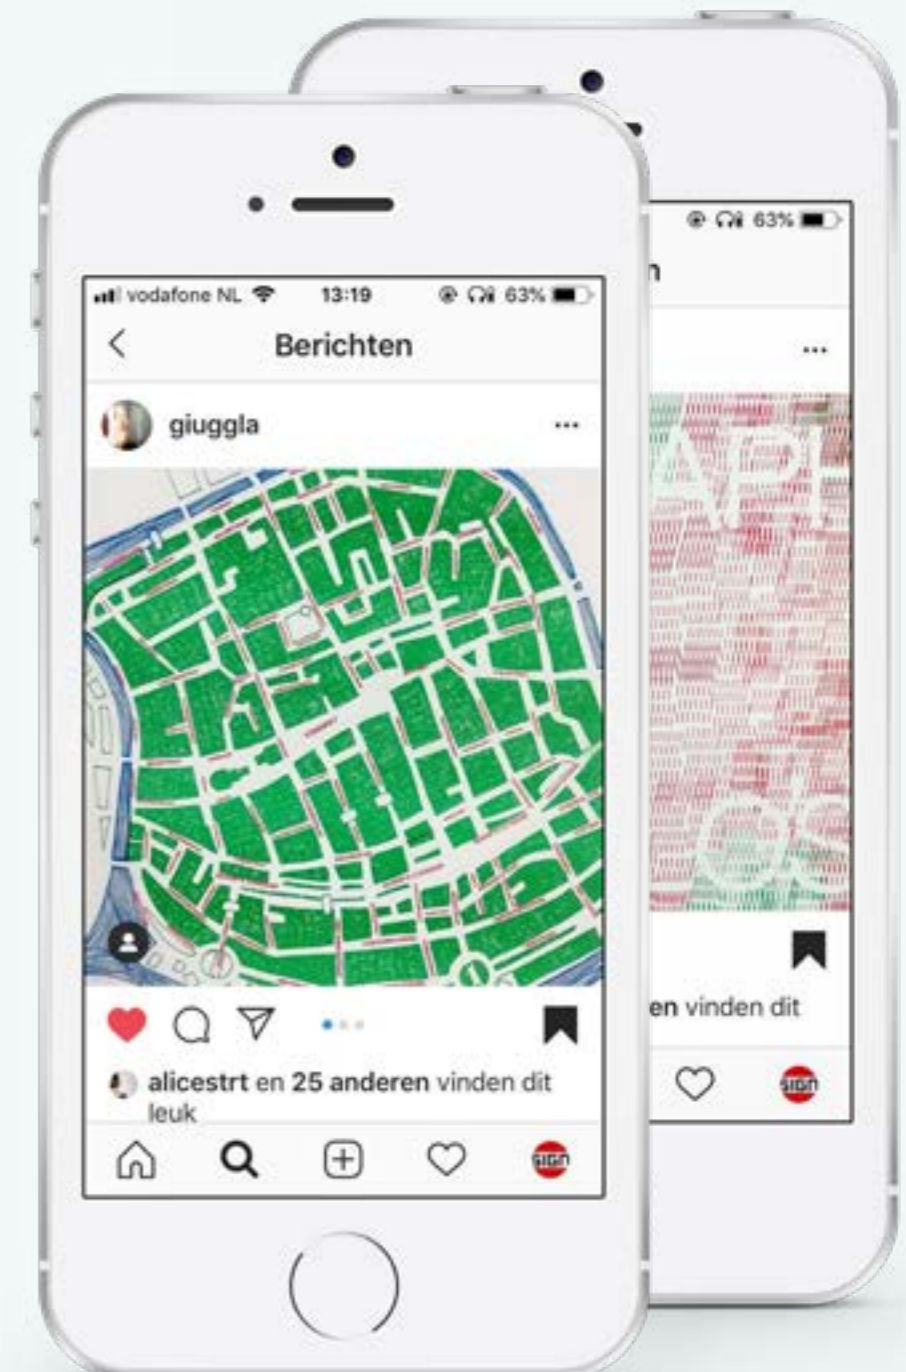 vodafone NL 13:19 63%
Berichten
giuggla
alicestrt en 25 anderen vinden dit
leuk
SIGN
63%
n
APH
en vinden dit
SIGN